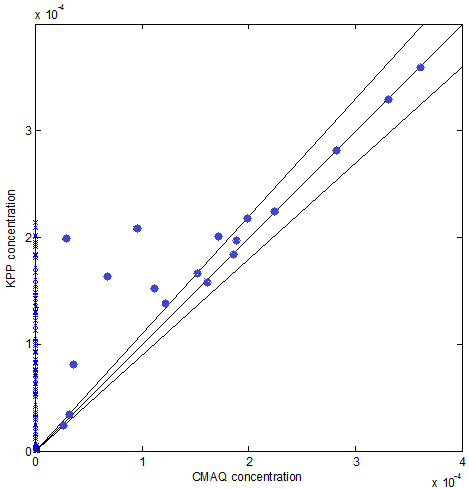 x 10⁻⁴
3
2
1
0
KPP concentration
0 1 2 3 4
CMAQ concentration
x 10⁻⁴